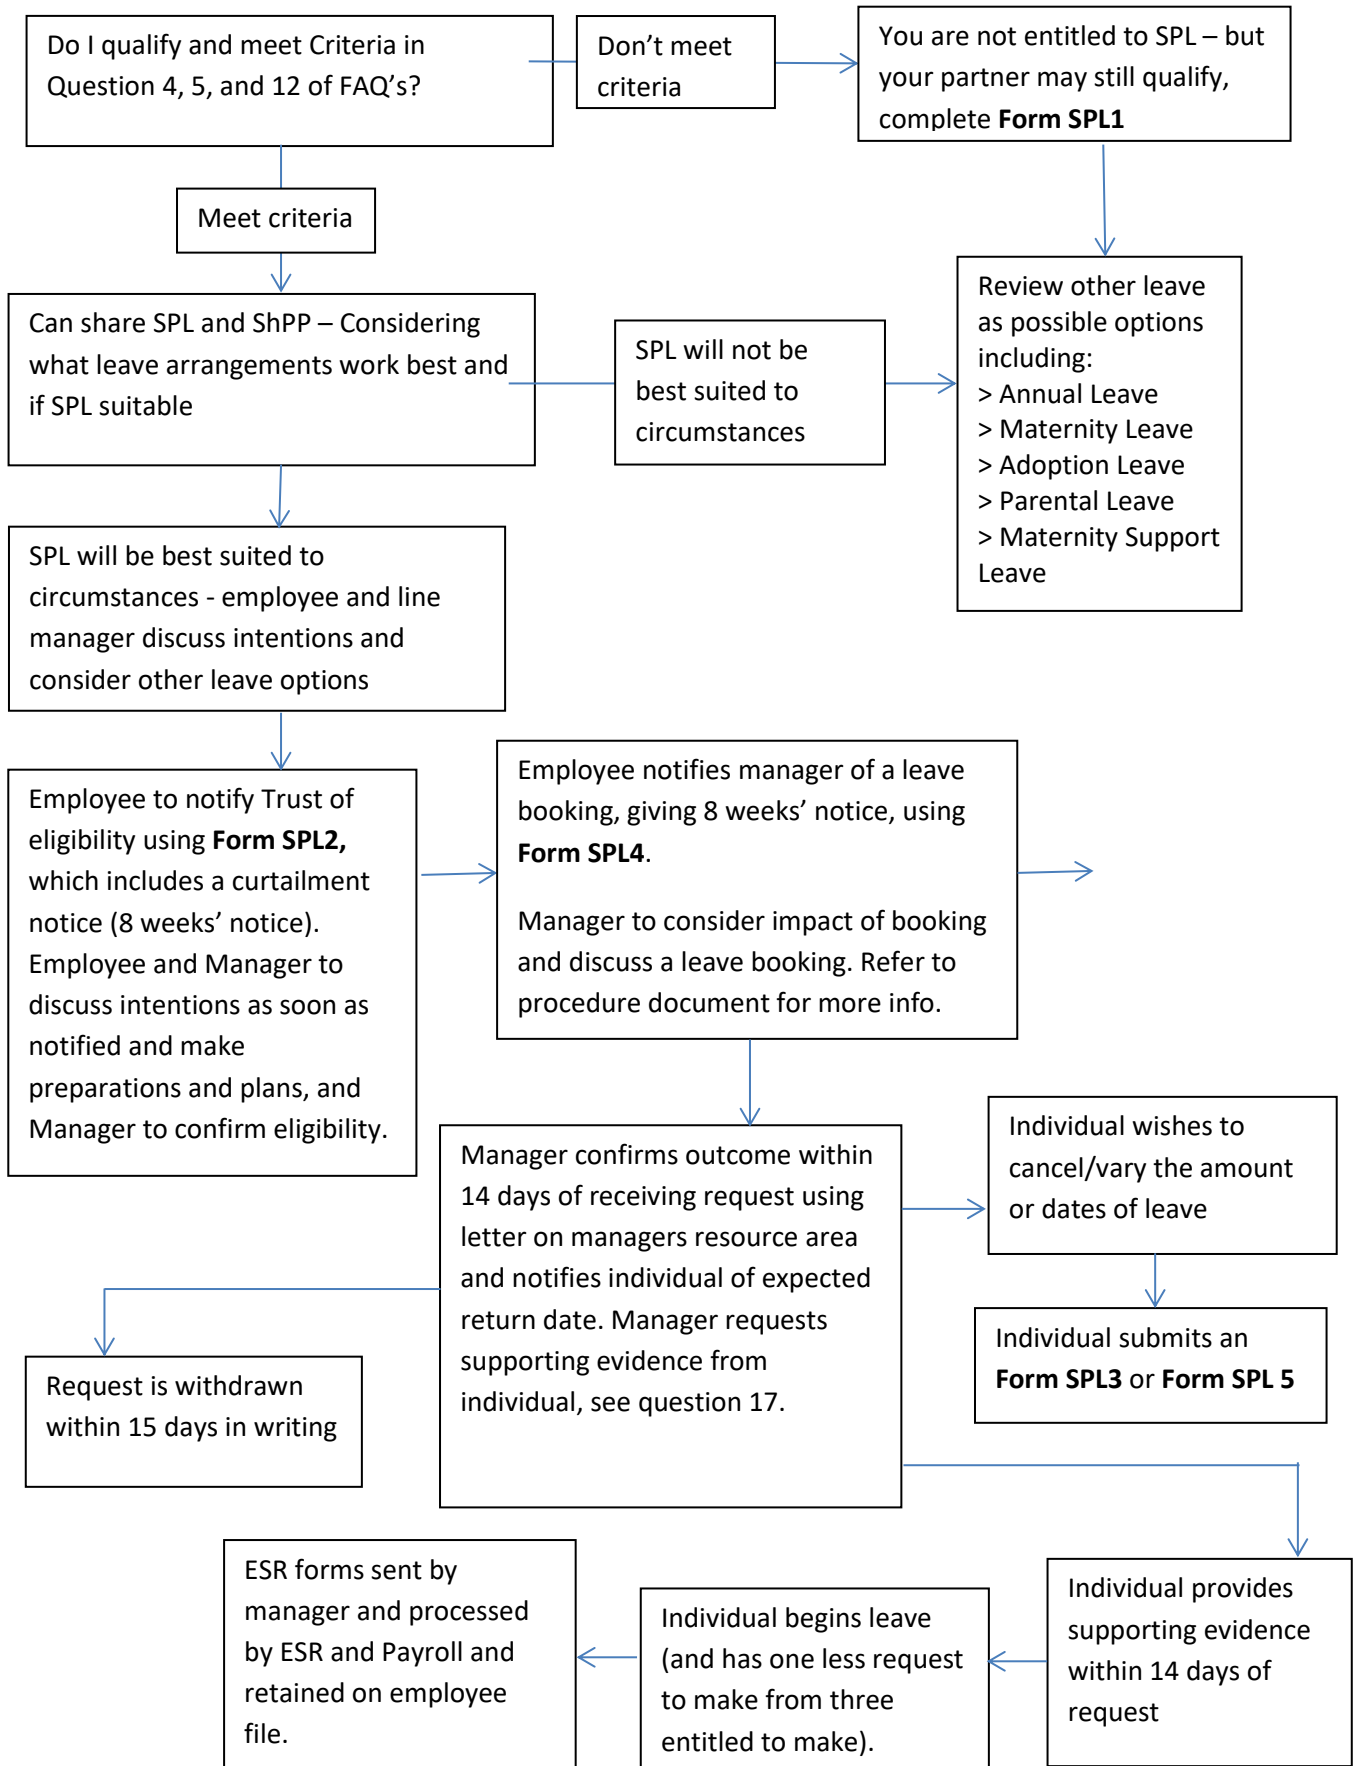 Do I qualify and meet Criteria in
Question 4, 5, and 12 of FAQ’s?
Don’t meet
criteria
You are not entitled to SPL – but
your partner may still qualify,
complete Form SPL1
Meet criteria
Can share SPL and ShPP – Considering
what leave arrangements work best and
if SPL suitable
SPL will not be
best suited to
circumstances
Review other leave
as possible options
including:
> Annual Leave
> Maternity Leave
> Adoption Leave
> Parental Leave
> Maternity Support
Leave
SPL will be best suited to
circumstances - employee and line
manager discuss intentions and
consider other leave options
Employee to notify Trust of
eligibility using Form SPL2,
which includes a curtailment
notice (8 weeks’ notice).
Employee and Manager to
discuss intentions as soon as
notified and make
preparations and plans, and
Manager to confirm eligibility.
Employee notifies manager of a leave
booking, giving 8 weeks’ notice, using
Form SPL4.
Manager to consider impact of booking
and discuss a leave booking. Refer to
procedure document for more info.
Manager confirms outcome within
14 days of receiving request using
letter on managers resource area
and notifies individual of expected
return date. Manager requests
supporting evidence from
individual, see question 17.
Individual wishes to
cancel/vary the amount
or dates of leave
Individual submits an
Form SPL3 or Form SPL 5
Request is withdrawn
within 15 days in writing
Individual provides
supporting evidence
within 14 days of
request
Individual begins leave
(and has one less request
to make from three
entitled to make).
ESR forms sent by
manager and processed
by ESR and Payroll and
retained on employee
file.